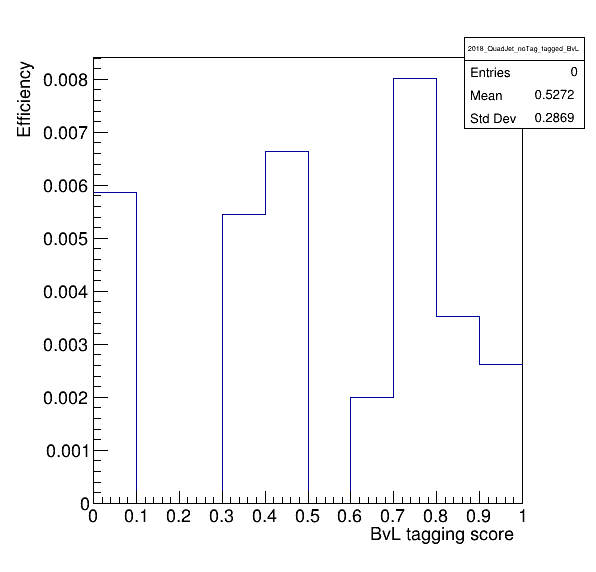 2018_QuadJet_noTag_tagged_BvL
Entries 0
Mean 0.5272
Std Dev 0.2869
Efficiency
0.008
0.007
0.006
0.005
0.004
0.003
0.002
0.001
0
0 0.1 0.2 0.3 0.4 0.5 0.6 0.7 0.8 0.9 1
BvL tagging score